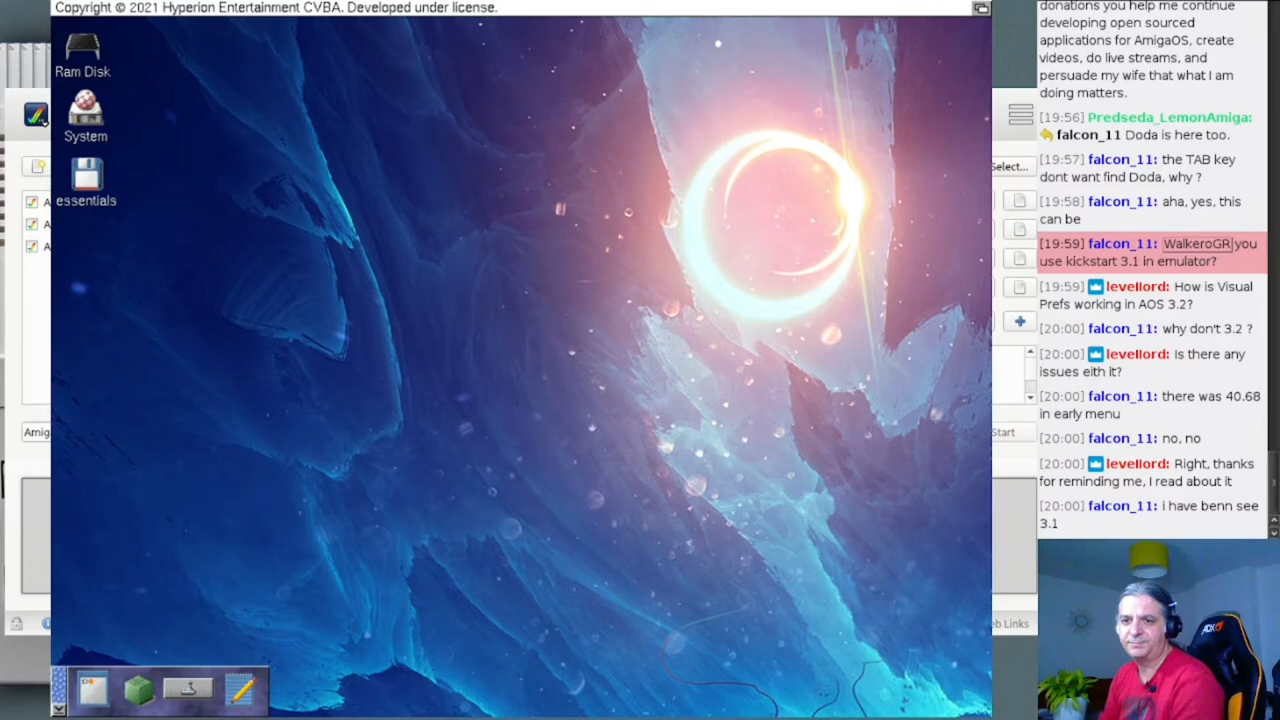 Copyright © 2021 Hyperion Entertainment CVBA. Developed under license.
Ram Disk
System
essentials
A
A
A
Amig
Select...
Start
eb Links
donations you help me continue
developing open sourced
applications for AmigaOS, create
videos, do live streams, and
persuade my wife that what I am
doing matters.
[19:56] Predseda_LemonAmiga:
falcon_11 Doda is here too.
[19:57] falcon_11: the TAB key
dont want find Doda, why ?
[19:58] falcon_11: aha, yes, this
can be
[19:59] falcon_11: WalkeroGR you
use kickstart 3.1 in emulator?
[19:59] levellord: How is Visual
Prefs working in AOS 3.2?
[20:00] falcon_11: why don't 3.2 ?
[20:00] levellord: Is there any
issues eith it?
[20:00] falcon_11: there was 40.68
in early menu
[20:00] falcon_11: no, no
[20:00] levellord: Right, thanks
for reminding me, I read about it
[20:00] falcon_11: i have benn see
3.1
ADX